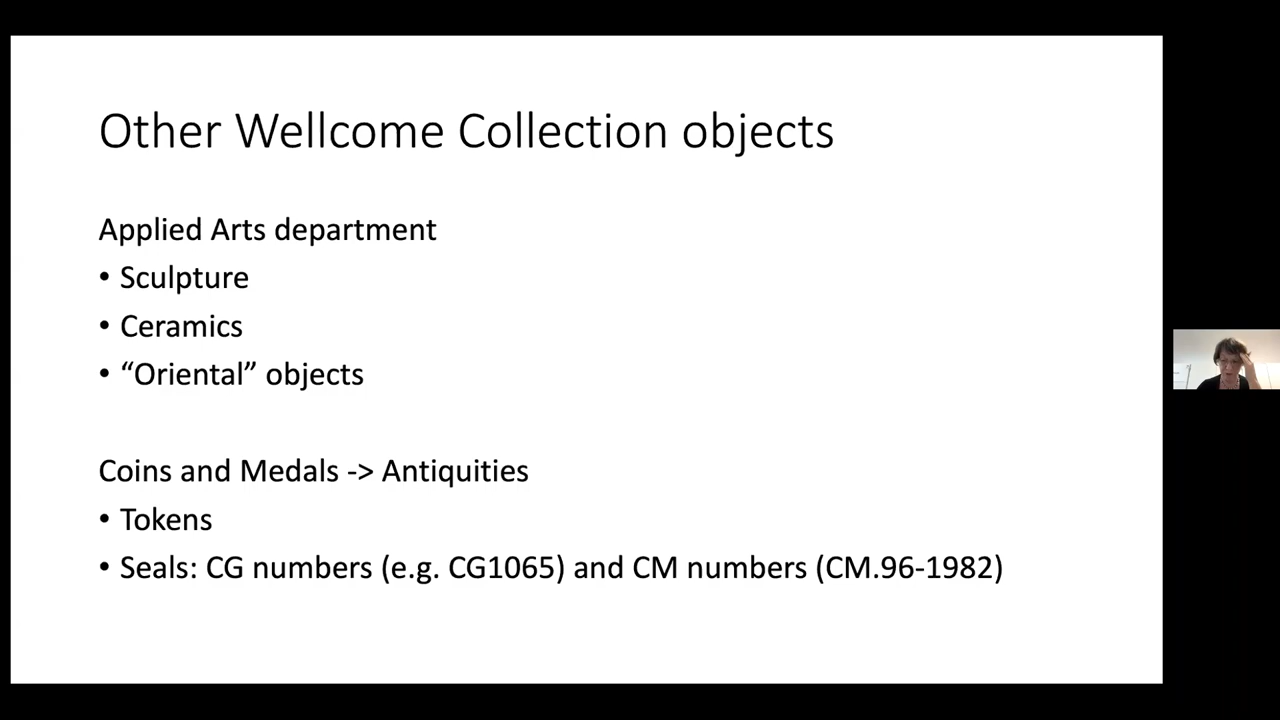 Other Wellcome Collection objects
Applied Arts department
• Sculpture
• Ceramics
• “Oriental” objects
Coins and Medals -> Antiquities
• Tokens
• Seals: CG numbers (e.g. CG1065) and CM numbers (CM.96-1982)